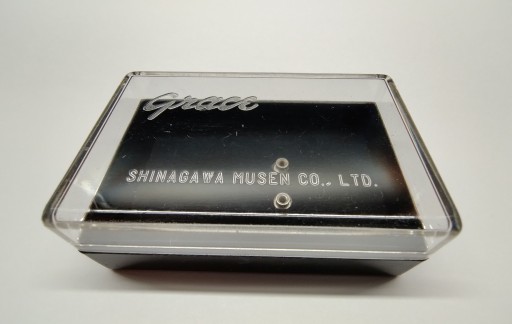 Grace
SHINAGAWA MUSEN CO., LTD.